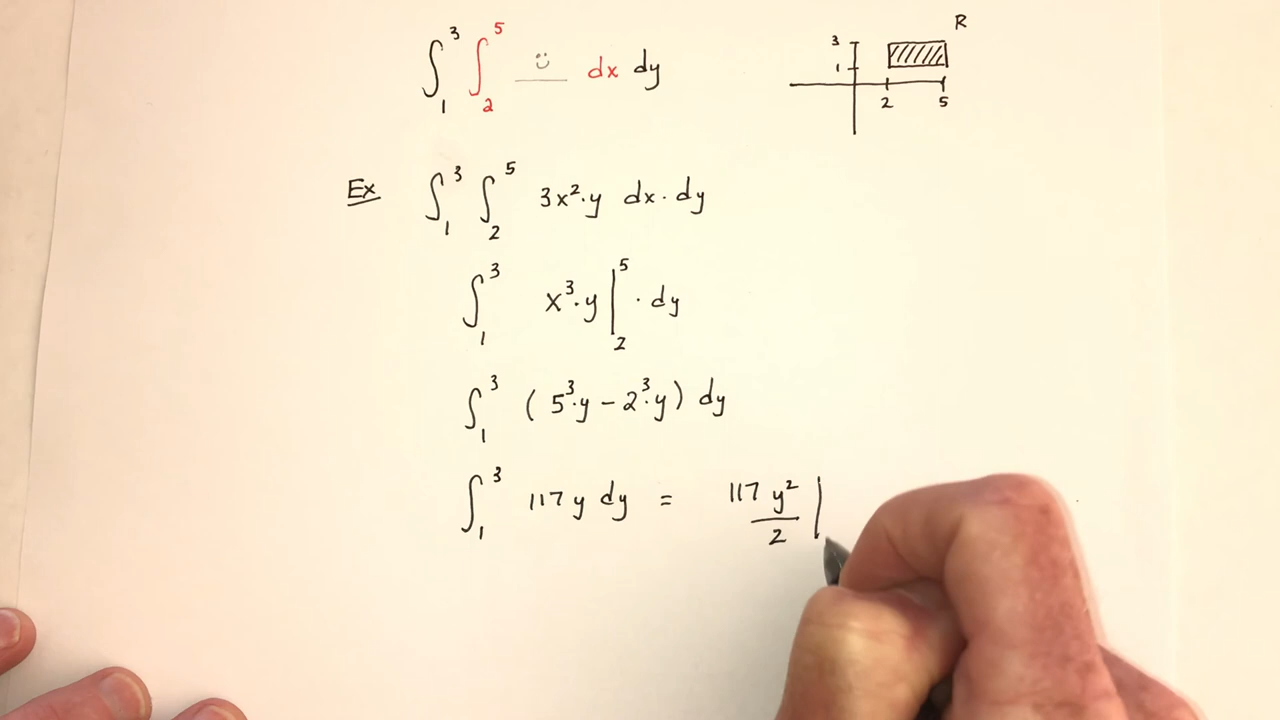 ∫₁³ ∫₂⁵ ___ dx dy
R
3
1
2 5
Ex ∫₁³ ∫₂⁵ 3x²·y dx·dy
∫₁³ x³·y |₂⁵ · dy
∫₁³ (5³·y − 2³·y) dy
∫₁³ 117 y dy = 117 y²/2 |